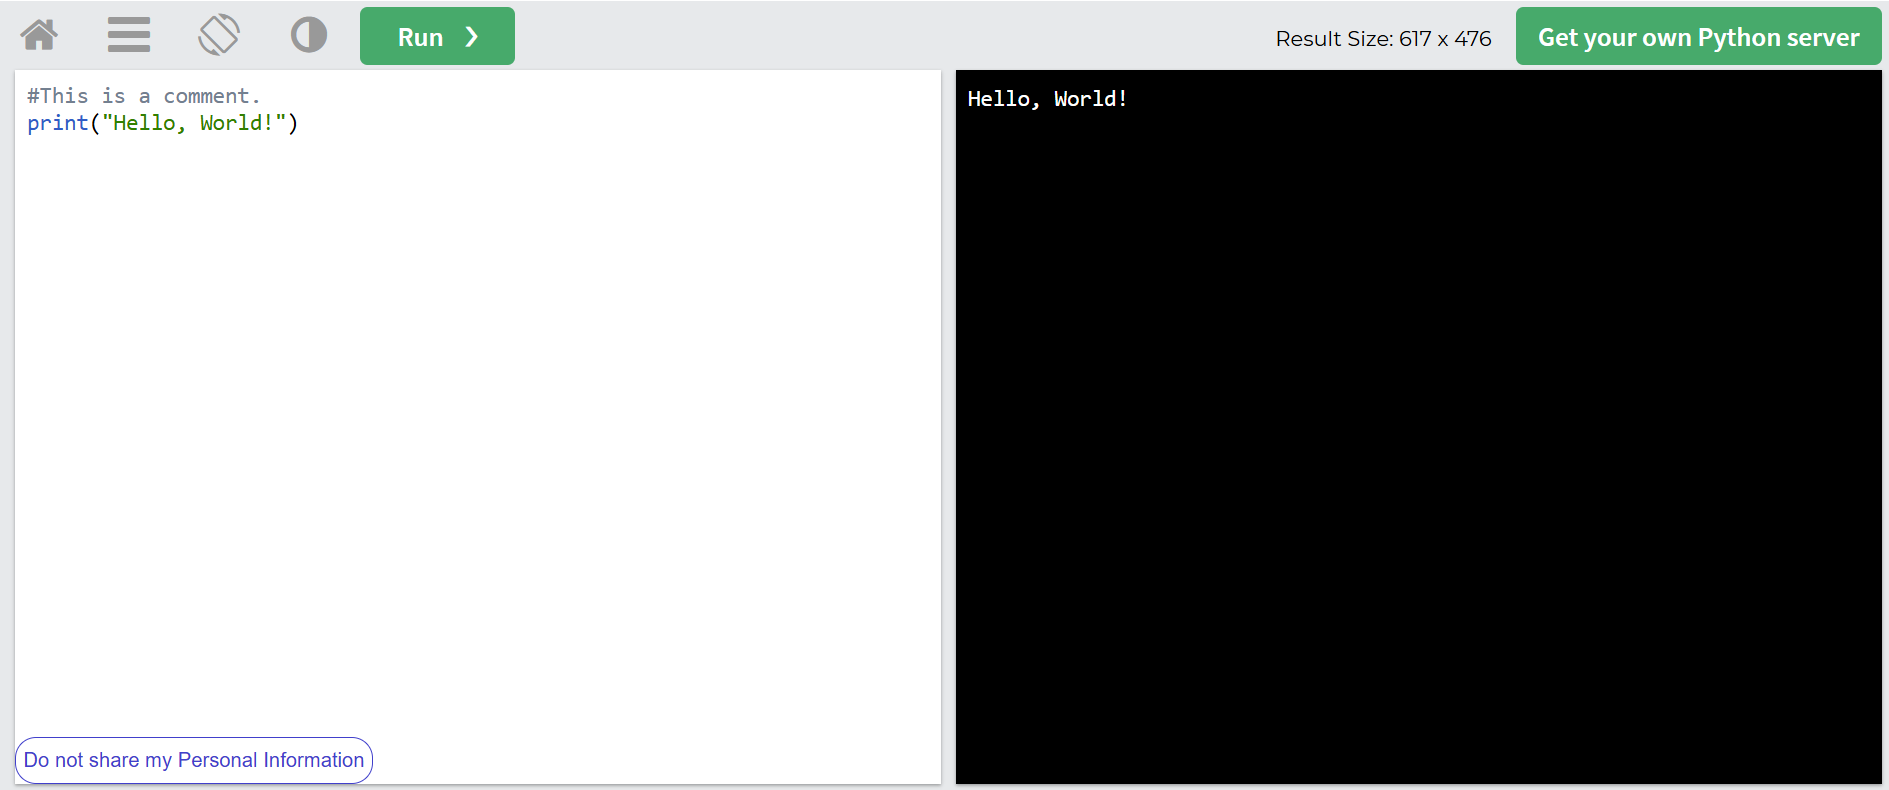 Run ❯
Result Size: 617 x 476
Get your own Python server
#This is a comment.
print("Hello, World!")
Hello, World!
Do not share my Personal Information